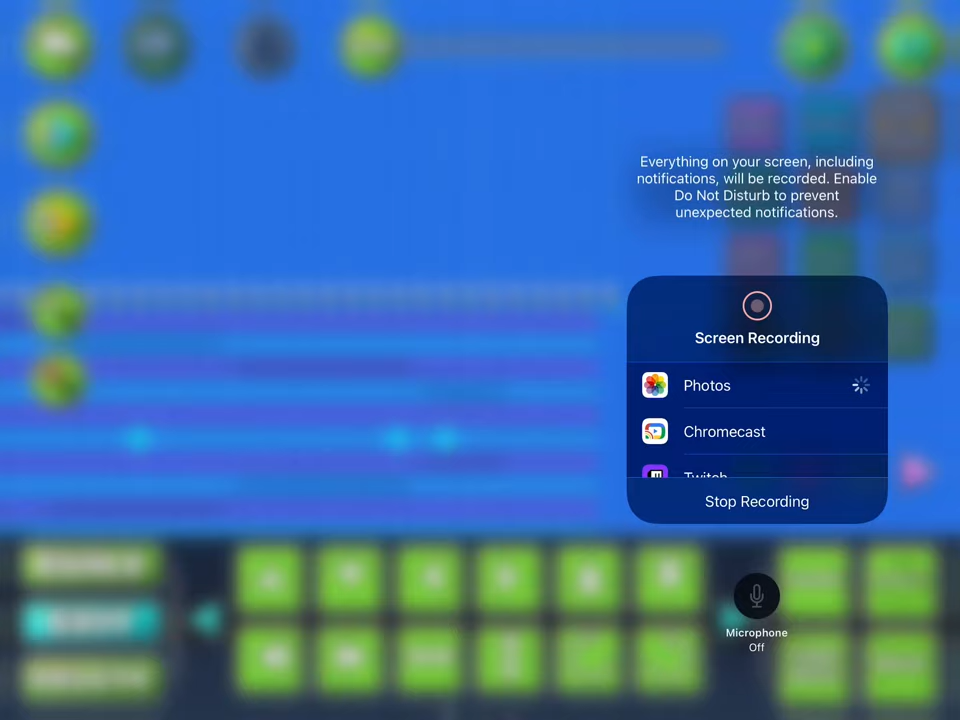 Everything on your screen, including
notifications, will be recorded. Enable
Do Not Disturb to prevent
unexpected notifications.
Screen Recording
Photos
Chromecast
Twitch
Stop Recording
Microphone
Off